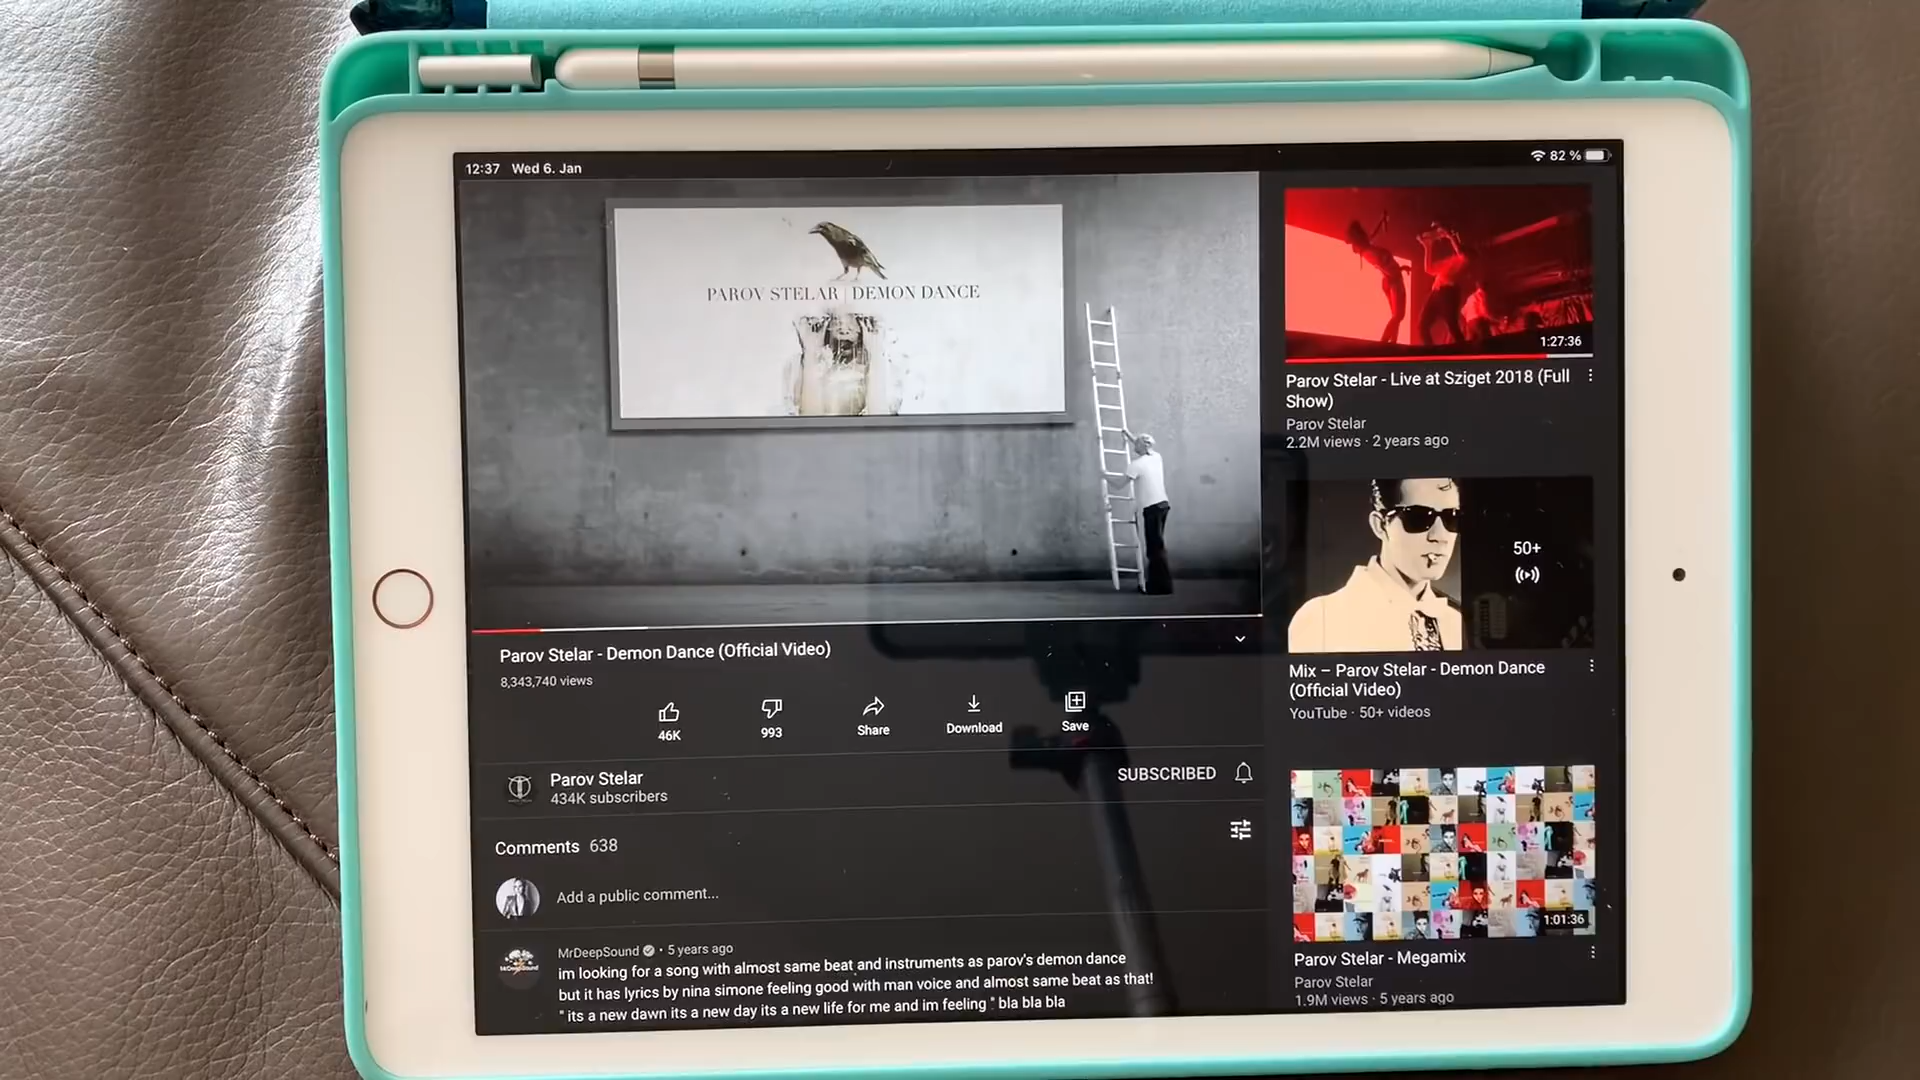 12:37 Wed 6. Jan
82 %
PAROV STELAR | DEMON DANCE
Parov Stelar - Demon Dance (Official Video)
8,343,740 views
46K
993
Share
Download
Save
Parov Stelar
434K subscribers
SUBSCRIBED
Comments 638
Add a public comment...
MrDeepSound
MrDeepSound • 5 years ago
im looking for a song with almost same beat and instruments as parov's demon dance
but it has lyrics by nina simone feeling good with man voice and almost same beat as that!
" its a new dawn its a new day its a new life for me and im feeling " bla bla bla
1:27:36
Parov Stelar - Live at Sziget 2018 (Full
Show)
Parov Stelar
2.2M views · 2 years ago
50+
Mix – Parov Stelar - Demon Dance
(Official Video)
YouTube · 50+ videos
1:01:36
Parov Stelar - Megamix
Parov Stelar
1.9M views · 5 years ago